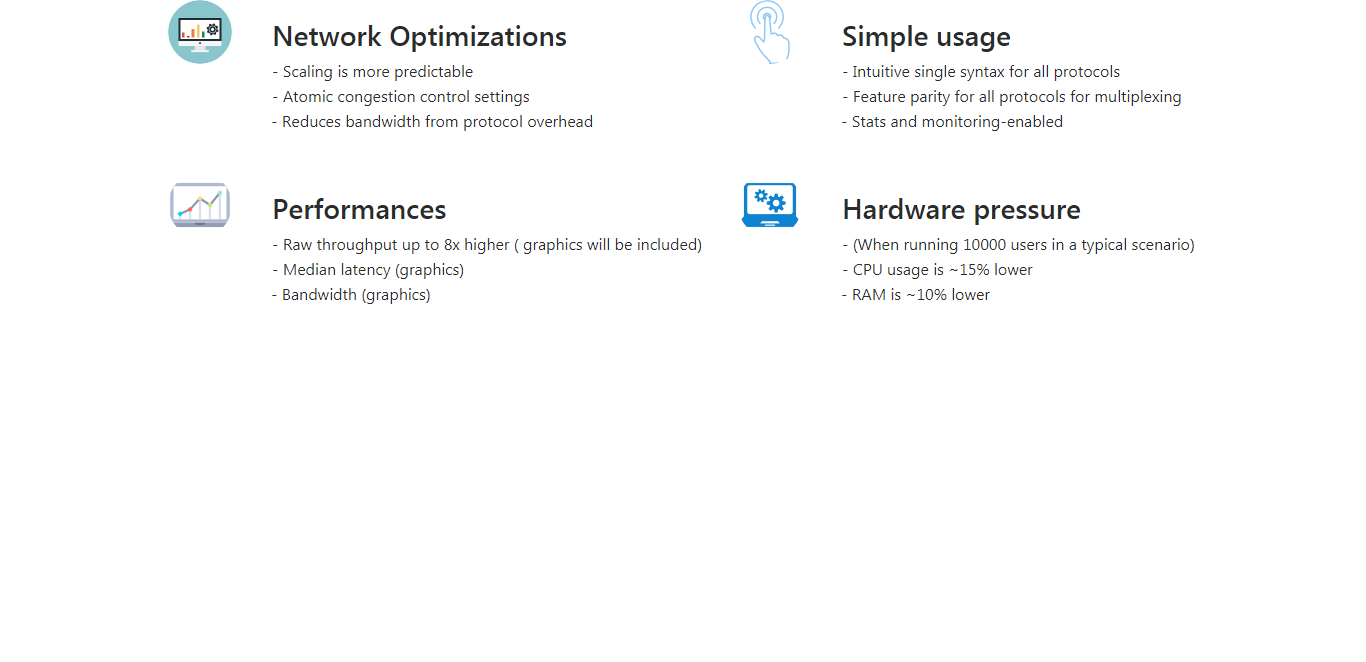 Network Optimizations
- Scaling is more predictable
- Atomic congestion control settings
- Reduces bandwidth from protocol overhead
Simple usage
- Intuitive single syntax for all protocols
- Feature parity for all protocols for multiplexing
- Stats and monitoring-enabled
Performances
- Raw throughput up to 8x higher ( graphics will be included)
- Median latency (graphics)
- Bandwidth (graphics)
Hardware pressure
- (When running 10000 users in a typical scenario)
- CPU usage is ~15% lower
- RAM is ~10% lower